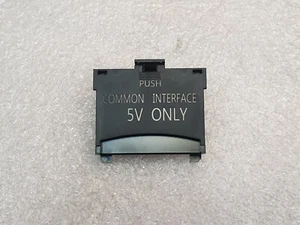 PUSH
COMMON INTERFACE
5V ONLY